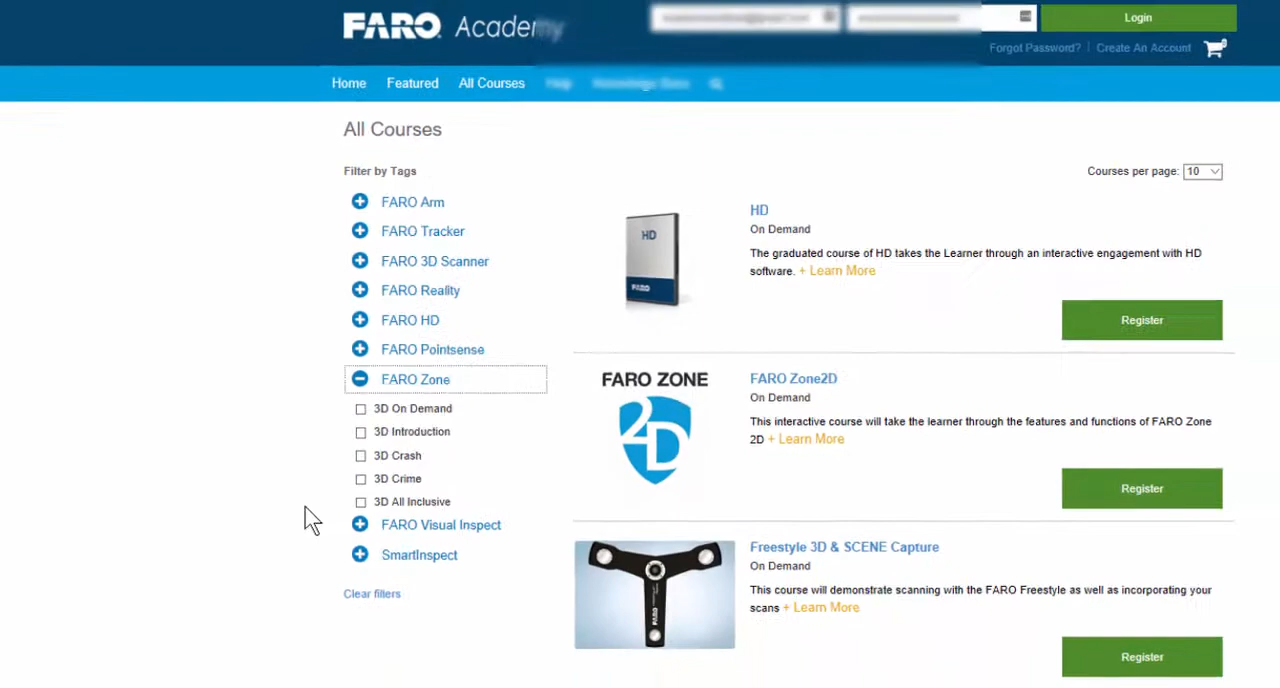 FARO Academy
Login
Forgot Password? | Create An Account
Home Featured All Courses
All Courses
Filter by Tags
Courses per page: 10
FARO Arm
FARO Tracker
FARO 3D Scanner
FARO Reality
FARO HD
FARO Pointsense
FARO Zone
3D On Demand
3D Introduction
3D Crash
3D Crime
3D All Inclusive
FARO Visual Inspect
SmartInspect
Clear filters
HD
FARO
HD
On Demand
The graduated course of HD takes the Learner through an interactive engagement with HD
software. + Learn More
Register
FARO ZONE
2D
FARO Zone2D
On Demand
This interactive course will take the learner through the features and functions of FARO Zone
2D + Learn More
Register
FARO
Freestyle 3D & SCENE Capture
On Demand
This course will demonstrate scanning with the FARO Freestyle as well as incorporating your
scans + Learn More
Register